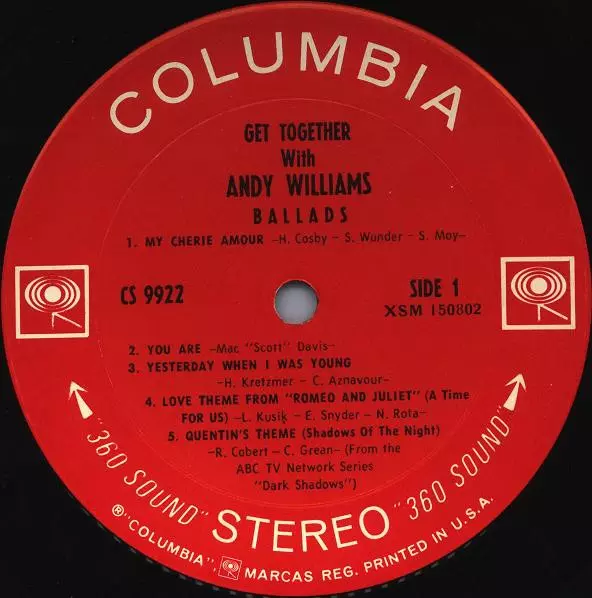 COLUMBIA
GET TOGETHER
With
ANDY WILLIAMS
BALLADS
1. MY CHERIE AMOUR –H. Cosby – S. Wunder – S. Moy–
CS 9922
SIDE 1
XSM 150802
2. YOU ARE –Mac "Scott" Davis–
3. YESTERDAY WHEN I WAS YOUNG
–H. Kretzmer – C. Aznavour–
4. LOVE THEME FROM "ROMEO AND JULIET" (A Time
FOR US) –L. Kusik – E. Snyder – N. Rota–
5. QUENTIN'S THEME (Shadows Of The Night)
–R. Cobert – C. Grean– (From the
ABC TV Network Series
"Dark Shadows")
"360 SOUND" STEREO "360 SOUND"
Ⓡ "COLUMBIA", MARCAS REG. PRINTED IN U.S.A.